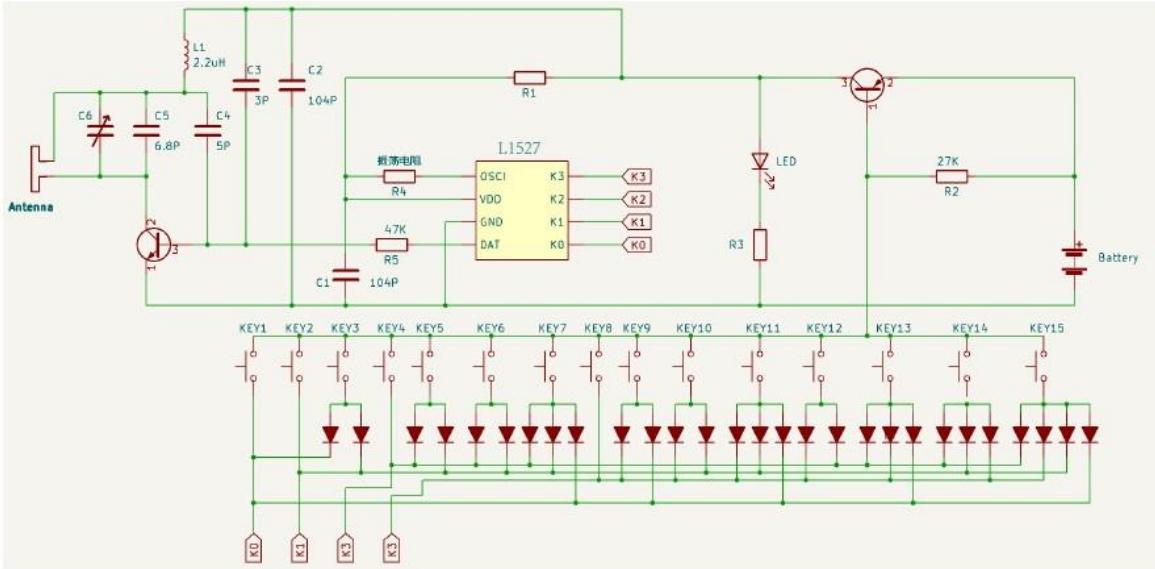 L1
2.2uH
C3
3P
C2
104P
C6
C5
6.8P
C4
5P
Antenna
2
3
1
R1
振荡电阻
R4
47K
R5
C1
104P
L1527
OSCI
VDD
GND
DAT
K3
K2
K1
K0
K3
K2
K1
K0
LED
R3
3
2
1
27K
R2
+
Battery
KEY1
KEY2
KEY3
KEY4
KEY5
KEY6
KEY7
KEY8
KEY9
KEY10
KEY11
KEY12
KEY13
KEY14
KEY15
K0
K1
K3
K3